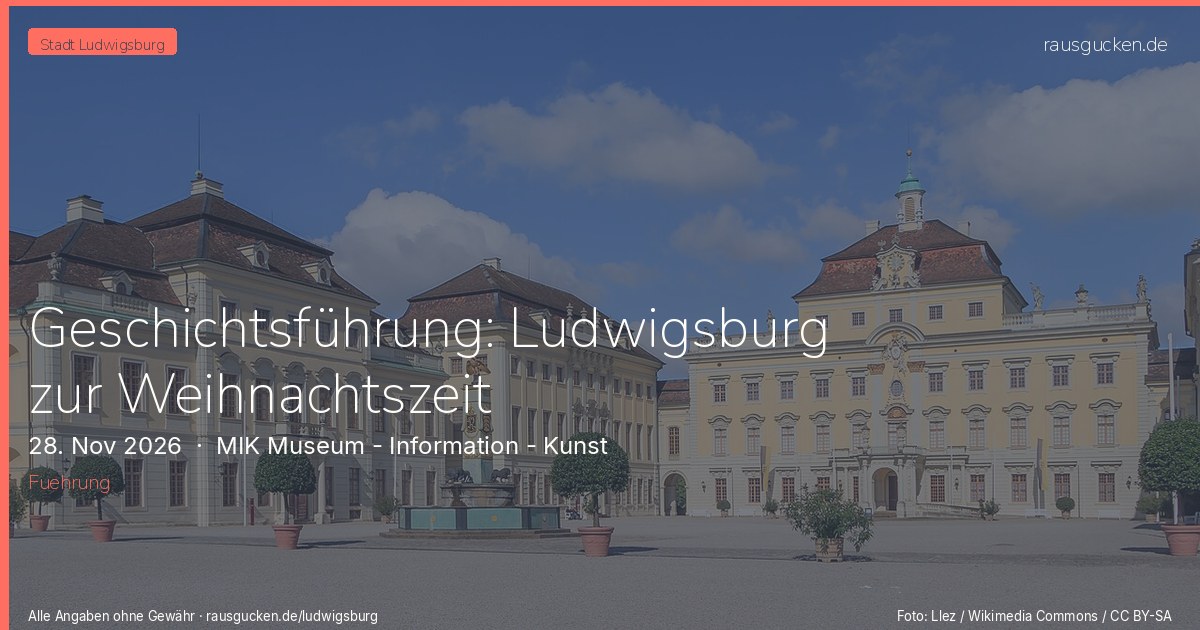 Stadt Ludwigsburg
rausgucken.de
Geschichtsführung: Ludwigsburg
zur Weihnachtszeit
28. Nov 2026 · MIK Museum - Information - Kunst
Fuehrung
Alle Angaben ohne Gewähr · rausgucken.de/ludwigsburg
Foto: Llez / Wikimedia Commons / CC BY-SA